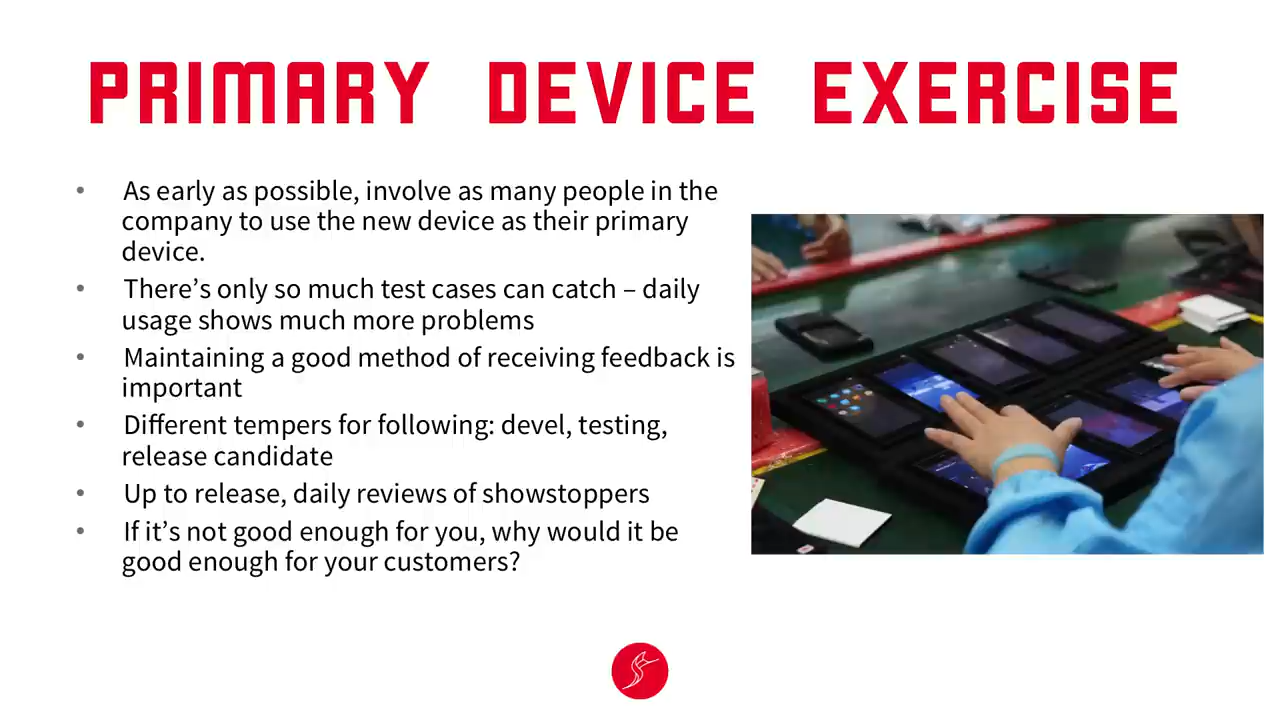 PRIMARY DEVICE EXERCISE
• As early as possible, involve as many people in the
company to use the new device as their primary
device.
• There’s only so much test cases can catch – daily
usage shows much more problems
• Maintaining a good method of receiving feedback is
important
• Different tempers for following: devel, testing,
release candidate
• Up to release, daily reviews of showstoppers
• If it’s not good enough for you, why would it be
good enough for your customers?